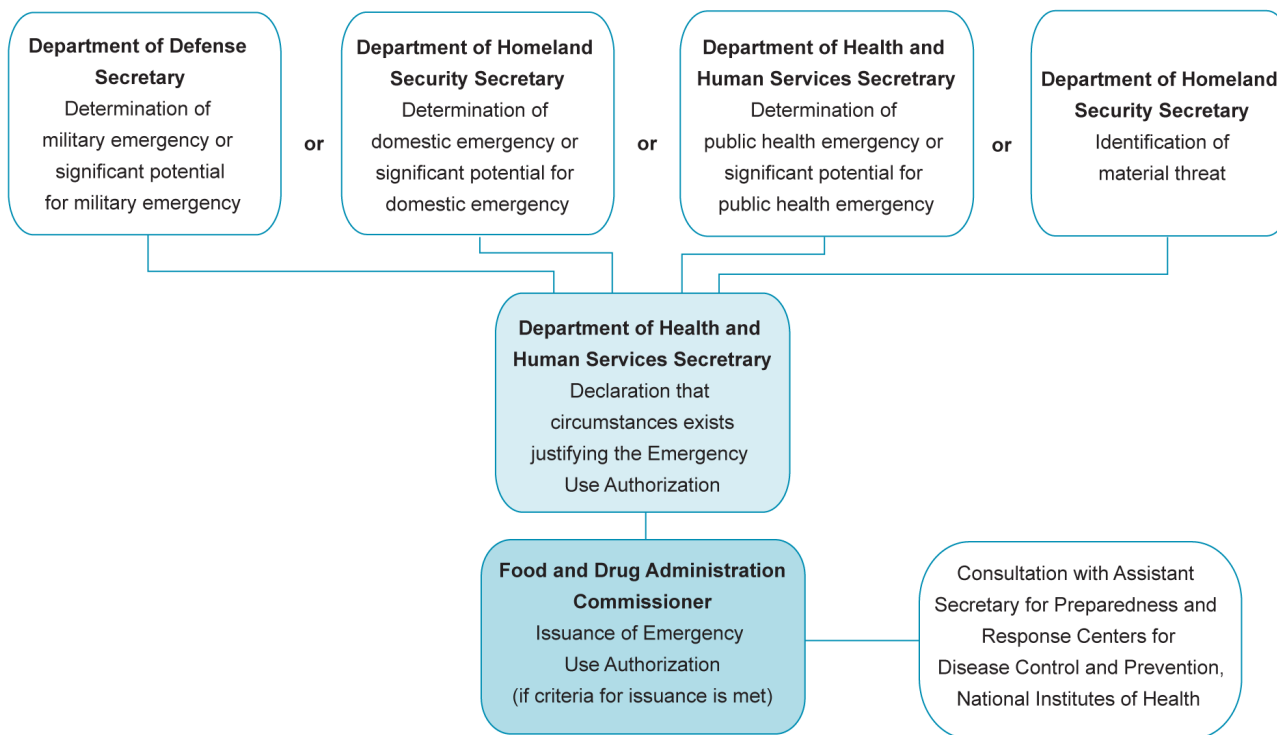 Department of Defense
Secretary
Determination of
military emergency or
significant potential
for military emergency
or
Department of Homeland
Security Secretary
Determination of
domestic emergency or
significant potential for
domestic emergency
or
Department of Health and
Human Services Secretrary
Determination of
public health emergency or
significant potential for
public health emergency
or
Department of Homeland
Security Secretary
Identification of
material threat
Department of Health and
Human Services Secretrary
Declaration that
circumstances exists
justifying the Emergency
Use Authorization
Food and Drug Administration
Commissioner
Issuance of Emergency
Use Authorization
(if criteria for issuance is met)
Consultation with Assistant
Secretary for Preparedness and
Response Centers for
Disease Control and Prevention,
National Institutes of Health